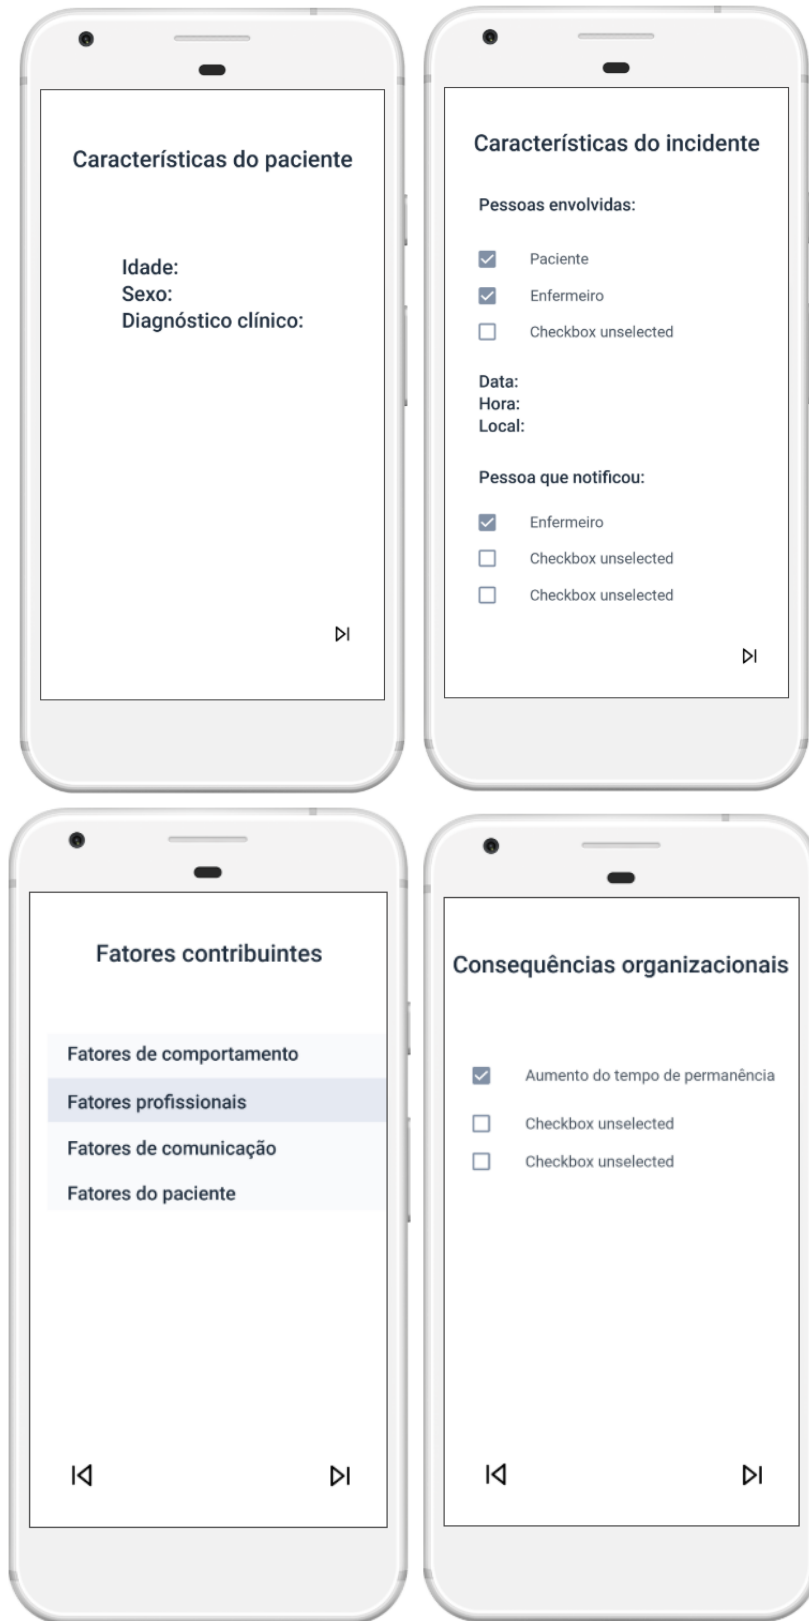 Características do paciente
Idade:
Sexo:
Diagnóstico clínico:
Características do incidente
Pessoas envolvidas:
Paciente
Enfermeiro
Checkbox unselected
Data:
Hora:
Local:
Pessoa que notificou:
Enfermeiro
Checkbox unselected
Checkbox unselected
Fatores contribuintes
Fatores de comportamento
Fatores profissionais
Fatores de comunicação
Fatores do paciente
Consequências organizacionais
Aumento do tempo de permanência
Checkbox unselected
Checkbox unselected